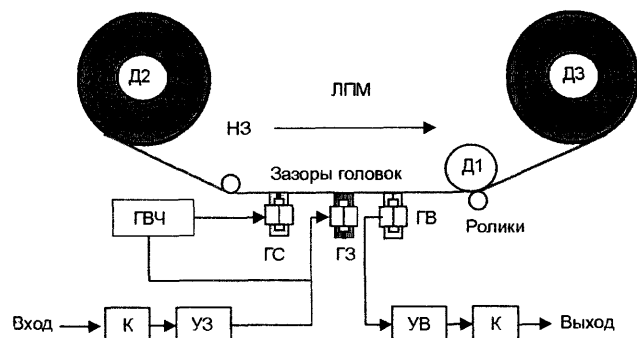 Д2
ЛПМ
Д3
НЗ
Д1
Зазоры головок
ГВЧ
ГС
ГЗ
ГВ
Ролики
Вход
К
УЗ
УВ
К
Выход